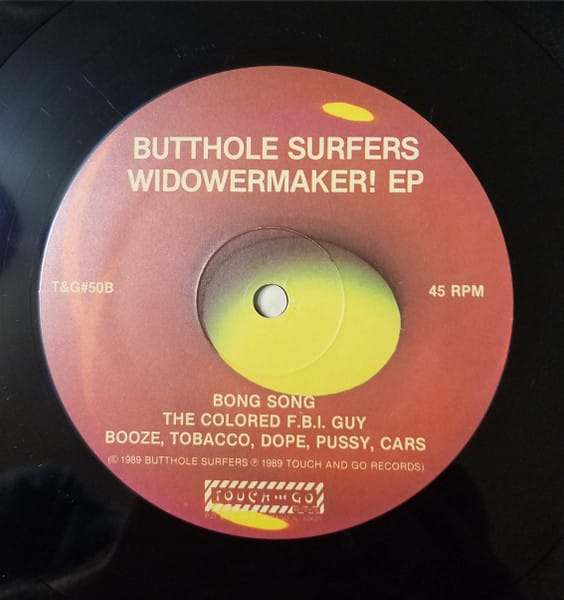 BUTTHOLE SURFERS
WIDOWERMAKER! EP
T&G#50B
45 RPM
BONG SONG
THE COLORED F.B.I. GUY
BOOZE, TOBACCO, DOPE, PUSSY, CARS
(© 1989 BUTTHOLE SURFERS ℗ 1989 TOUCH AND GO RECORDS)
TOUCH AND GO